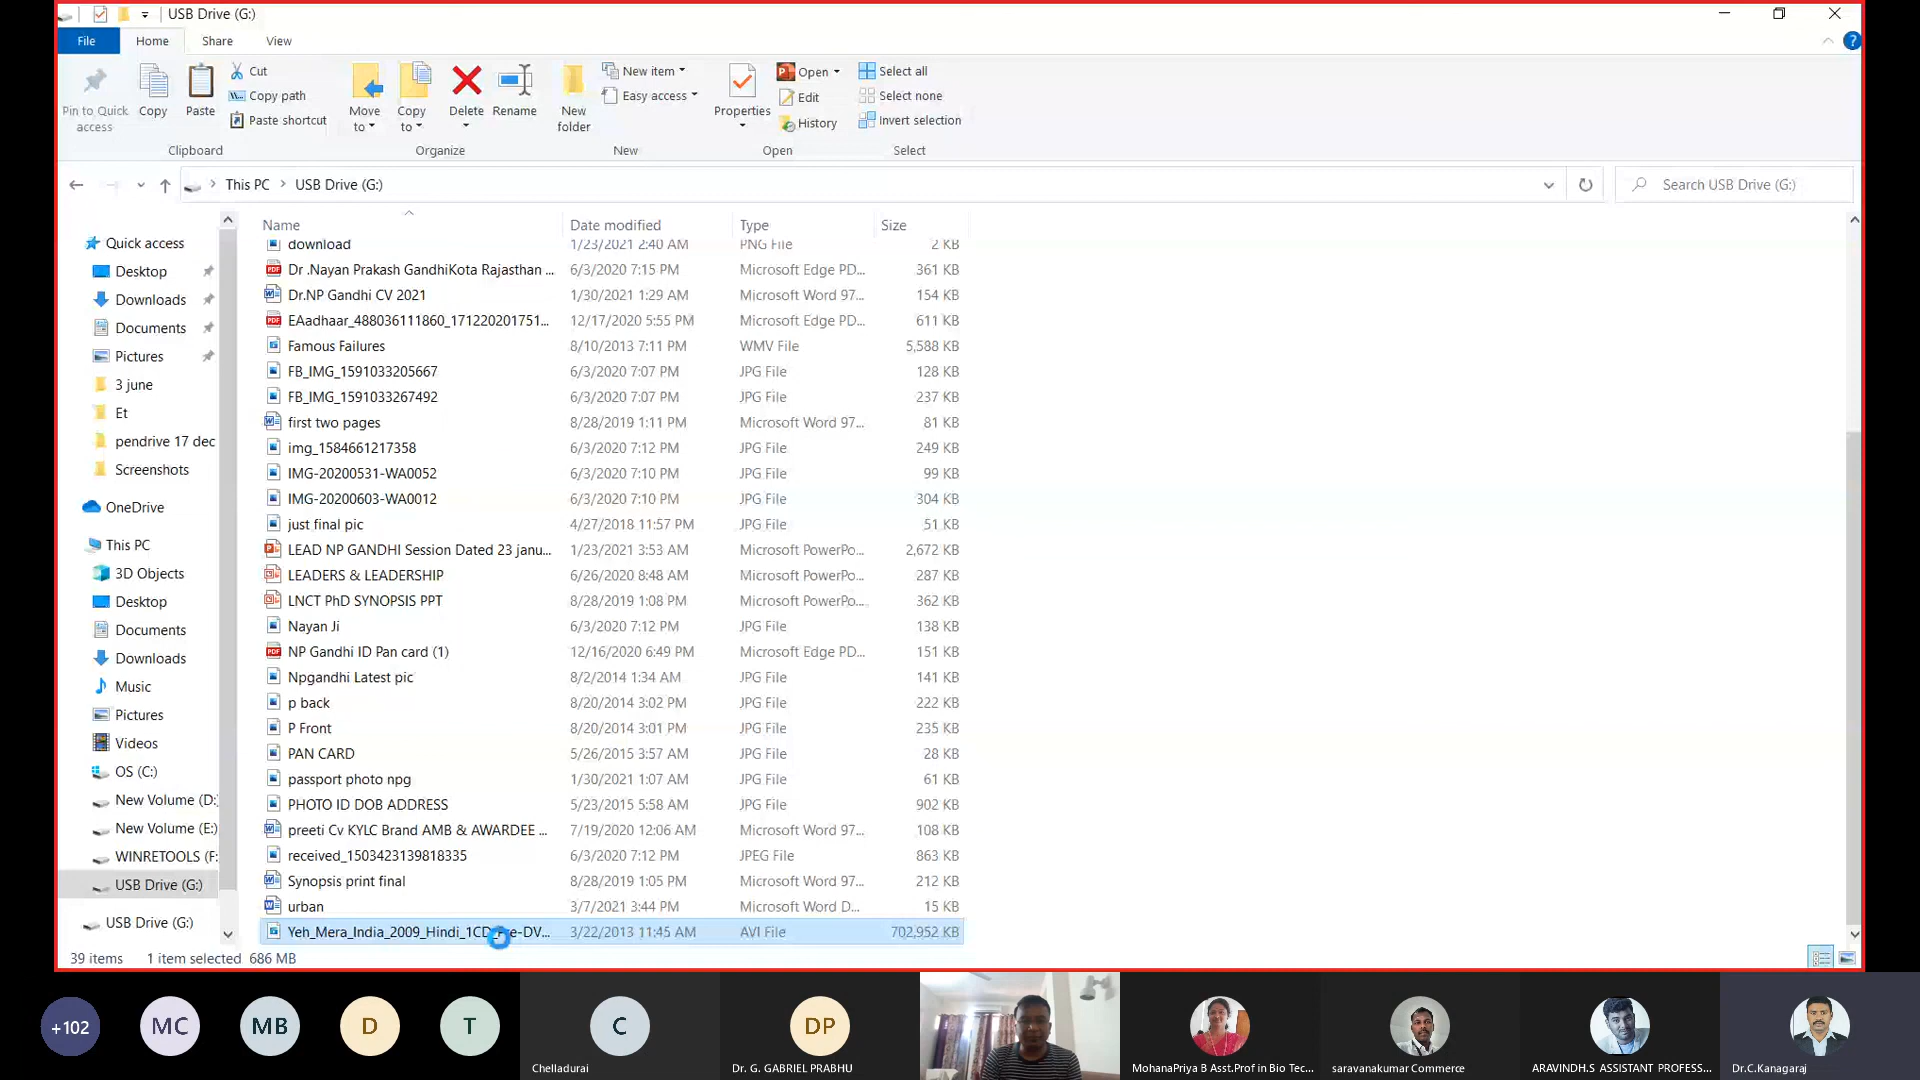 USB Drive (G:)
File Home Share View
Pin to Quick access
Copy
Paste
Cut
Copy path
Paste shortcut
Clipboard
Move to
Copy to
Delete
Rename
Organize
New folder
New item
Easy access
New
Properties
Open
Edit
History
Open
Select all
Select none
Invert selection
Select
This PC > USB Drive (G:)
Search USB Drive (G:)
Quick access
Desktop
Downloads
Documents
Pictures
3 june
Et
pendrive 17 dec
Screenshots
OneDrive
This PC
3D Objects
Desktop
Documents
Downloads
Music
Pictures
Videos
OS (C:)
New Volume (D:)
New Volume (E:)
WINRETOOLS (F:
USB Drive (G:)
USB Drive (G:)
Name Date modified Type Size
download 1/23/2021 2:40 AM PNG File 2 KB
Dr .Nayan Prakash GandhiKota Rajasthan ... 6/3/2020 7:15 PM Microsoft Edge PD... 361 KB
Dr.NP Gandhi CV 2021 1/30/2021 1:29 AM Microsoft Word 97... 154 KB
EAadhaar_488036111860_171220201751... 12/17/2020 5:55 PM Microsoft Edge PD... 611 KB
Famous Failures 8/10/2013 7:11 PM WMV File 5,588 KB
FB_IMG_1591033205667 6/3/2020 7:07 PM JPG File 128 KB
FB_IMG_1591033267492 6/3/2020 7:07 PM JPG File 237 KB
first two pages 8/28/2019 1:11 PM Microsoft Word 97... 81 KB
img_1584661217358 6/3/2020 7:12 PM JPG File 249 KB
IMG-20200531-WA0052 6/3/2020 7:10 PM JPG File 99 KB
IMG-20200603-WA0012 6/3/2020 7:10 PM JPG File 304 KB
just final pic 4/27/2018 11:57 PM JPG File 51 KB
LEAD NP GANDHI Session Dated 23 janu... 1/23/2021 3:53 AM Microsoft PowerPo... 2,672 KB
LEADERS & LEADERSHIP 6/26/2020 8:48 AM Microsoft PowerPo... 287 KB
LNCT PhD SYNOPSIS PPT 8/28/2019 1:08 PM Microsoft PowerPo... 362 KB
Nayan Ji 6/3/2020 7:12 PM JPG File 138 KB
NP Gandhi ID Pan card (1) 12/16/2020 6:49 PM Microsoft Edge PD... 151 KB
Npgandhi Latest pic 8/2/2014 1:34 AM JPG File 141 KB
p back 8/20/2014 3:02 PM JPG File 222 KB
P Front 8/20/2014 3:01 PM JPG File 235 KB
PAN CARD 5/26/2015 3:57 AM JPG File 28 KB
passport photo npg 1/30/2021 1:07 AM JPG File 61 KB
PHOTO ID DOB ADDRESS 5/23/2015 5:58 AM JPG File 902 KB
preeti Cv KYLC Brand AMB & AWARDEE ... 7/19/2020 12:06 AM Microsoft Word 97... 108 KB
received_1503423139818335 6/3/2020 7:12 PM JPEG File 863 KB
Synopsis print final 8/28/2019 1:05 PM Microsoft Word 97... 212 KB
urban 3/7/2021 3:44 PM Microsoft Word D... 15 KB
Yeh_Mera_India_2009_Hindi_1CD_Pre-DV... 3/22/2013 11:45 AM AVI File 702,952 KB
39 items 1 item selected 686 MB
+102 MC MB D T C DP
Chelladurai
Dr. G. GABRIEL PRABHU
MohanaPriya B Asst.Prof in Bio Tec...
saravanakumar Commerce
ARAVINDH.S ASSISTANT PROFESS...
Dr.C.Kanagaraj